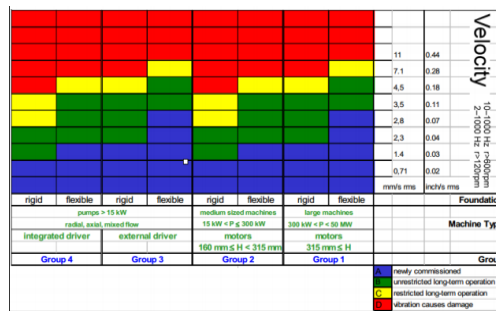 Velocity
10-1000 Hz r>600rpm
2-1000 Hz r>120rpm
11 0.44
7.1 0.28
4,5 0.18
3,5 0.11
2,8 0.07
2,3 0.04
1.4 0.03
0,71 0.02
mm/s rms inch/s rms
rigid flexible rigid flexible rigid flexible rigid flexible Foundatio
pumps > 15 kW medium sized machines large machines
radial, axial, mixed flow 15 kW < P ≤ 300 kW 300 kW < P < 50 MW Machine Typ
integrated driver external driver motors motors
160 mm ≤ H < 315 mm 315 mm ≤ H
Group 4 Group 3 Group 2 Group 1 Grou
A newly commissioned
B unrestricted long-term operation
C restricted long-term operation
D vibration causes damage